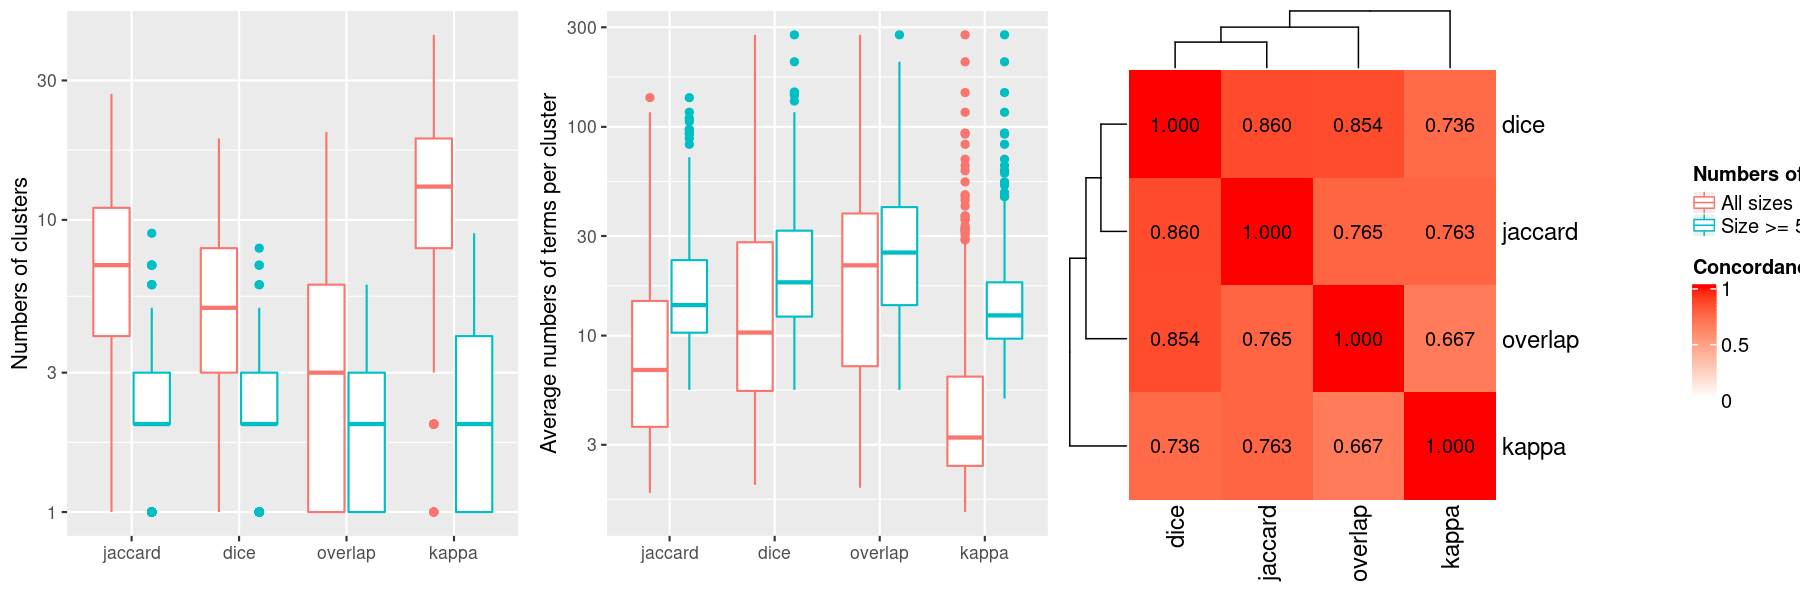 Numbers of clusters
30
10
3
1
jaccard dice overlap kappa
Average numbers of terms per cluster
300
100
30
10
3
jaccard dice overlap kappa
1.000 0.860 0.854 0.736 dice
0.860 1.000 0.765 0.763 jaccard
0.854 0.765 1.000 0.667 overlap
0.736 0.763 0.667 1.000 kappa
dice jaccard overlap kappa
Numbers of
All sizes
Size >= 5
Concordanc
1
0.5
0